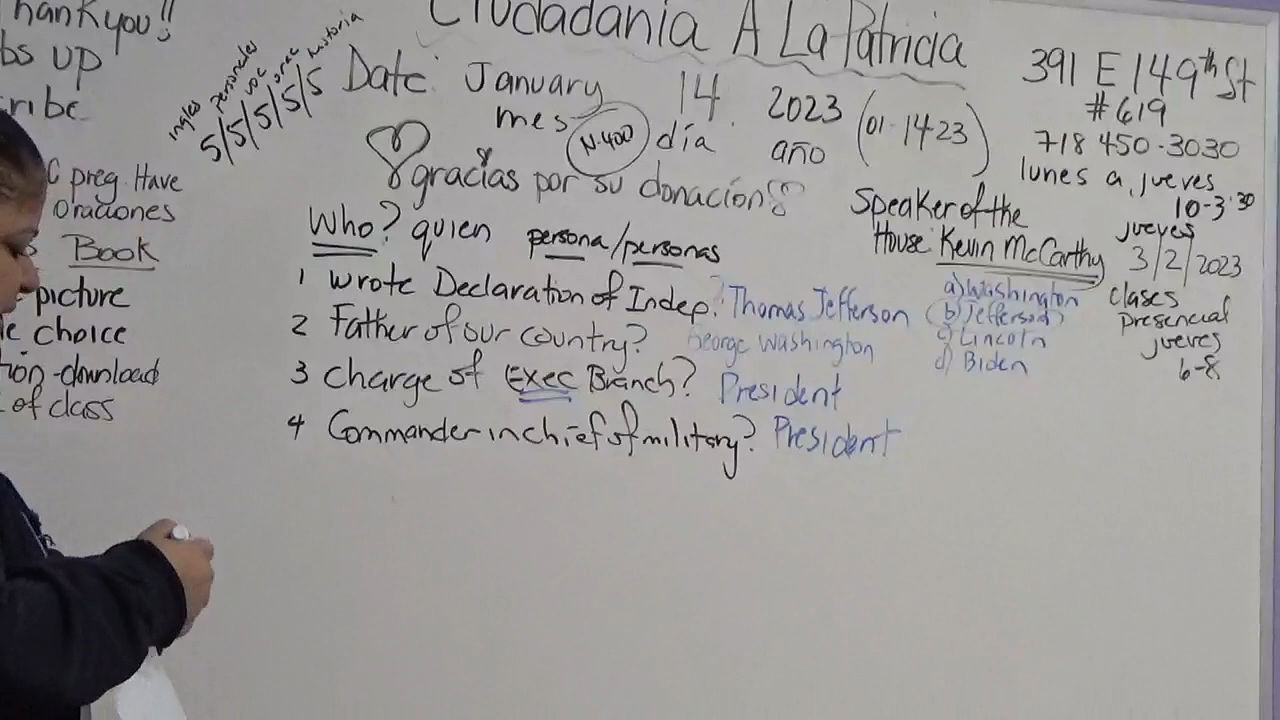 hank you!!
bs up
ribe
C preg. Have
Oraciones
Book
picture
choice
download
of class
ingles
personales
voc
orac
historia
5/5/5/5/5
Ciudadania A La Patricia
Date: January 14 2023 (01-14-23)
mes día año
N-400
gracias por su donación
Who? quien persona/personas
1 wrote Declaration of Indep? Thomas Jefferson
2 Father of our country? George Washington
3 charge of Exec Branch? President
4 Commander in chief of military? President
Speaker of the
House: Kevin McCarthy
a) Washington
b) Jefferson
c) Lincoln
d) Biden
391 E 149th St
#619
718 450-3030
lunes a jueves
10-3:30
jueves
3/2/2023
clases
presencial
jueves
6-8